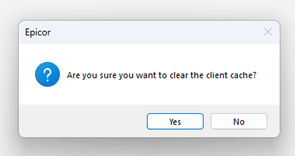 Epicor
Are you sure you want to clear the client cache?
Yes
No